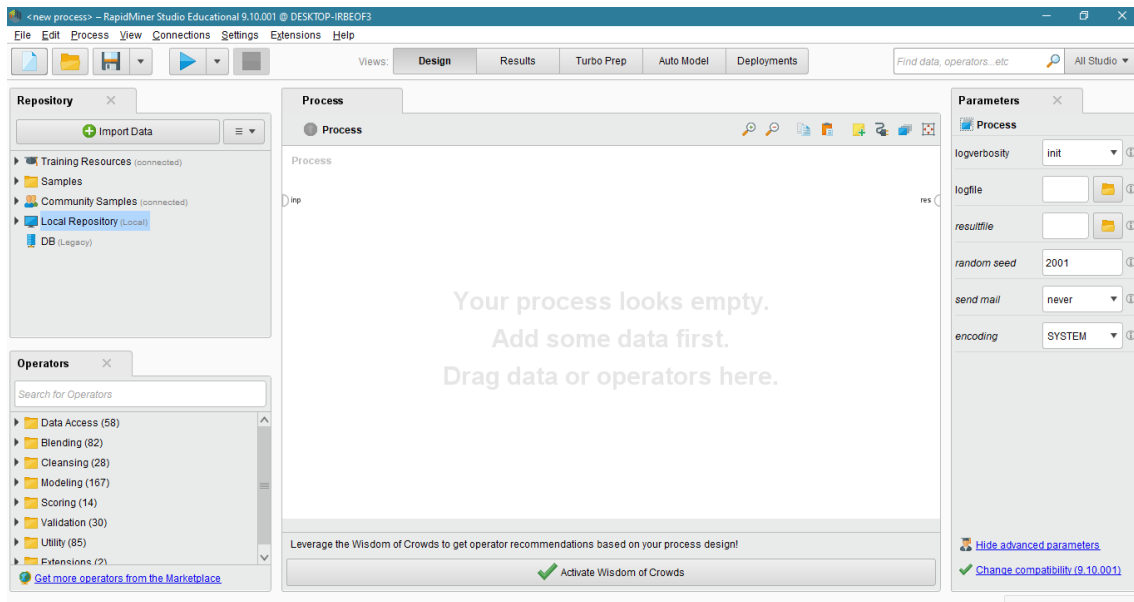 <new process> – RapidMiner Studio Educational 9.10.001 @ DESKTOP-IRBEOF3
File Edit Process View Connections Settings Extensions Help
Views: Design Results Turbo Prep Auto Model Deployments Find data, operators...etc All Studio
Repository
Import Data
Training Resources (connected)
Samples
Community Samples (connected)
Local Repository (Local)
DB (Legacy)
Operators
Search for Operators
Data Access (58)
Blending (82)
Cleansing (28)
Modeling (167)
Scoring (14)
Validation (30)
Utility (85)
Extensions (2)
Get more operators from the Marketplace
Process
Process
Process
inp res
Your process looks empty.
Add some data first.
Drag data or operators here.
Leverage the Wisdom of Crowds to get operator recommendations based on your process design!
Activate Wisdom of Crowds
Parameters
Process
logverbosity init
logfile
resultfile
random seed 2001
send mail never
encoding SYSTEM
Hide advanced parameters
Change compatibility (9.10.001)